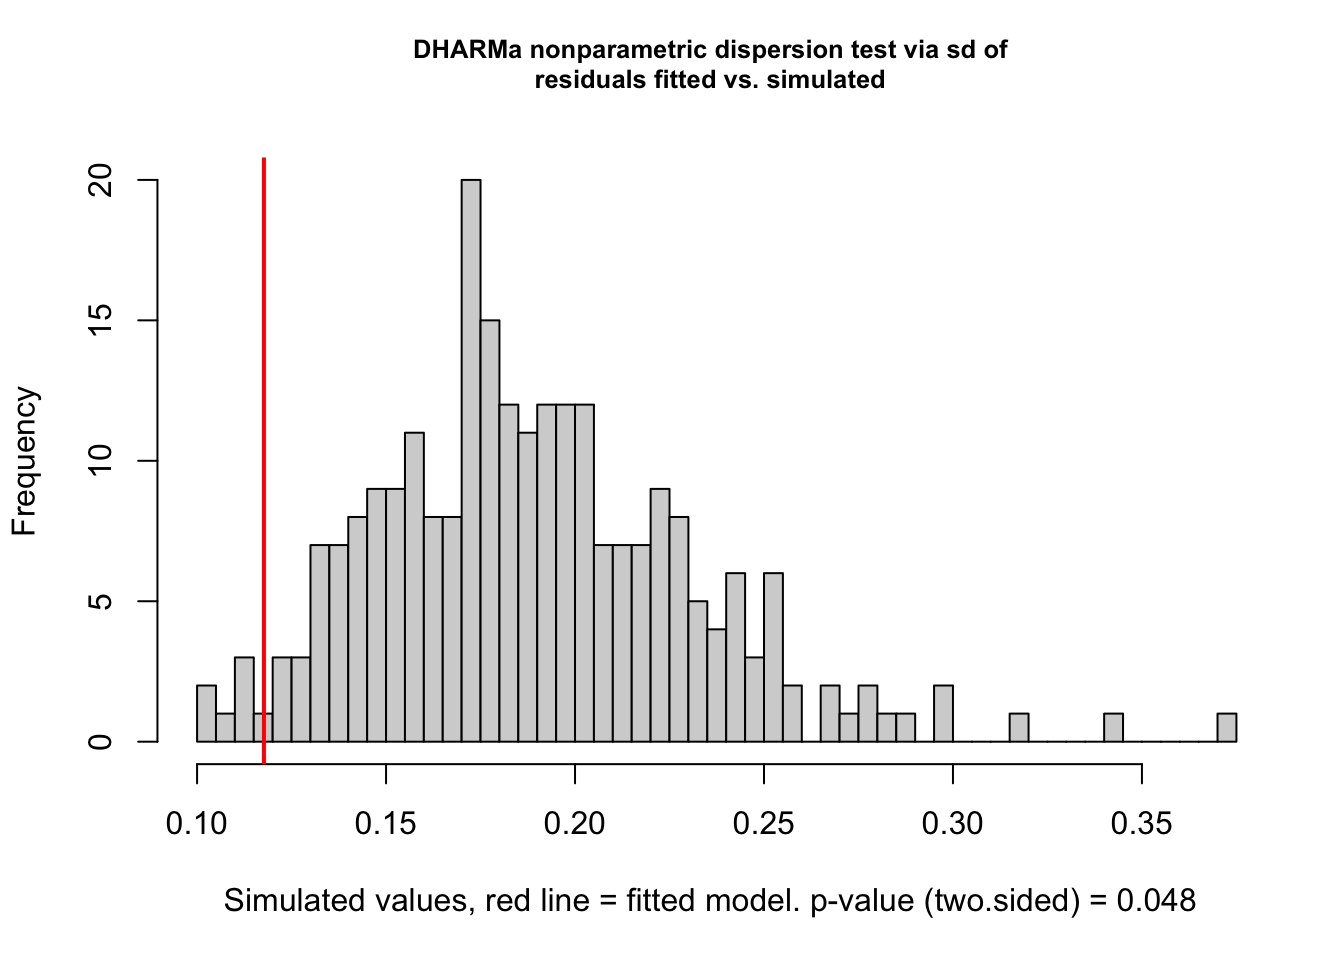 DHARMa nonparametric dispersion test via sd of
residuals fitted vs. simulated
Frequency
20
15
10
5
0
0.10 0.15 0.20 0.25 0.30 0.35
Simulated values, red line = fitted model. p-value (two.sided) = 0.048